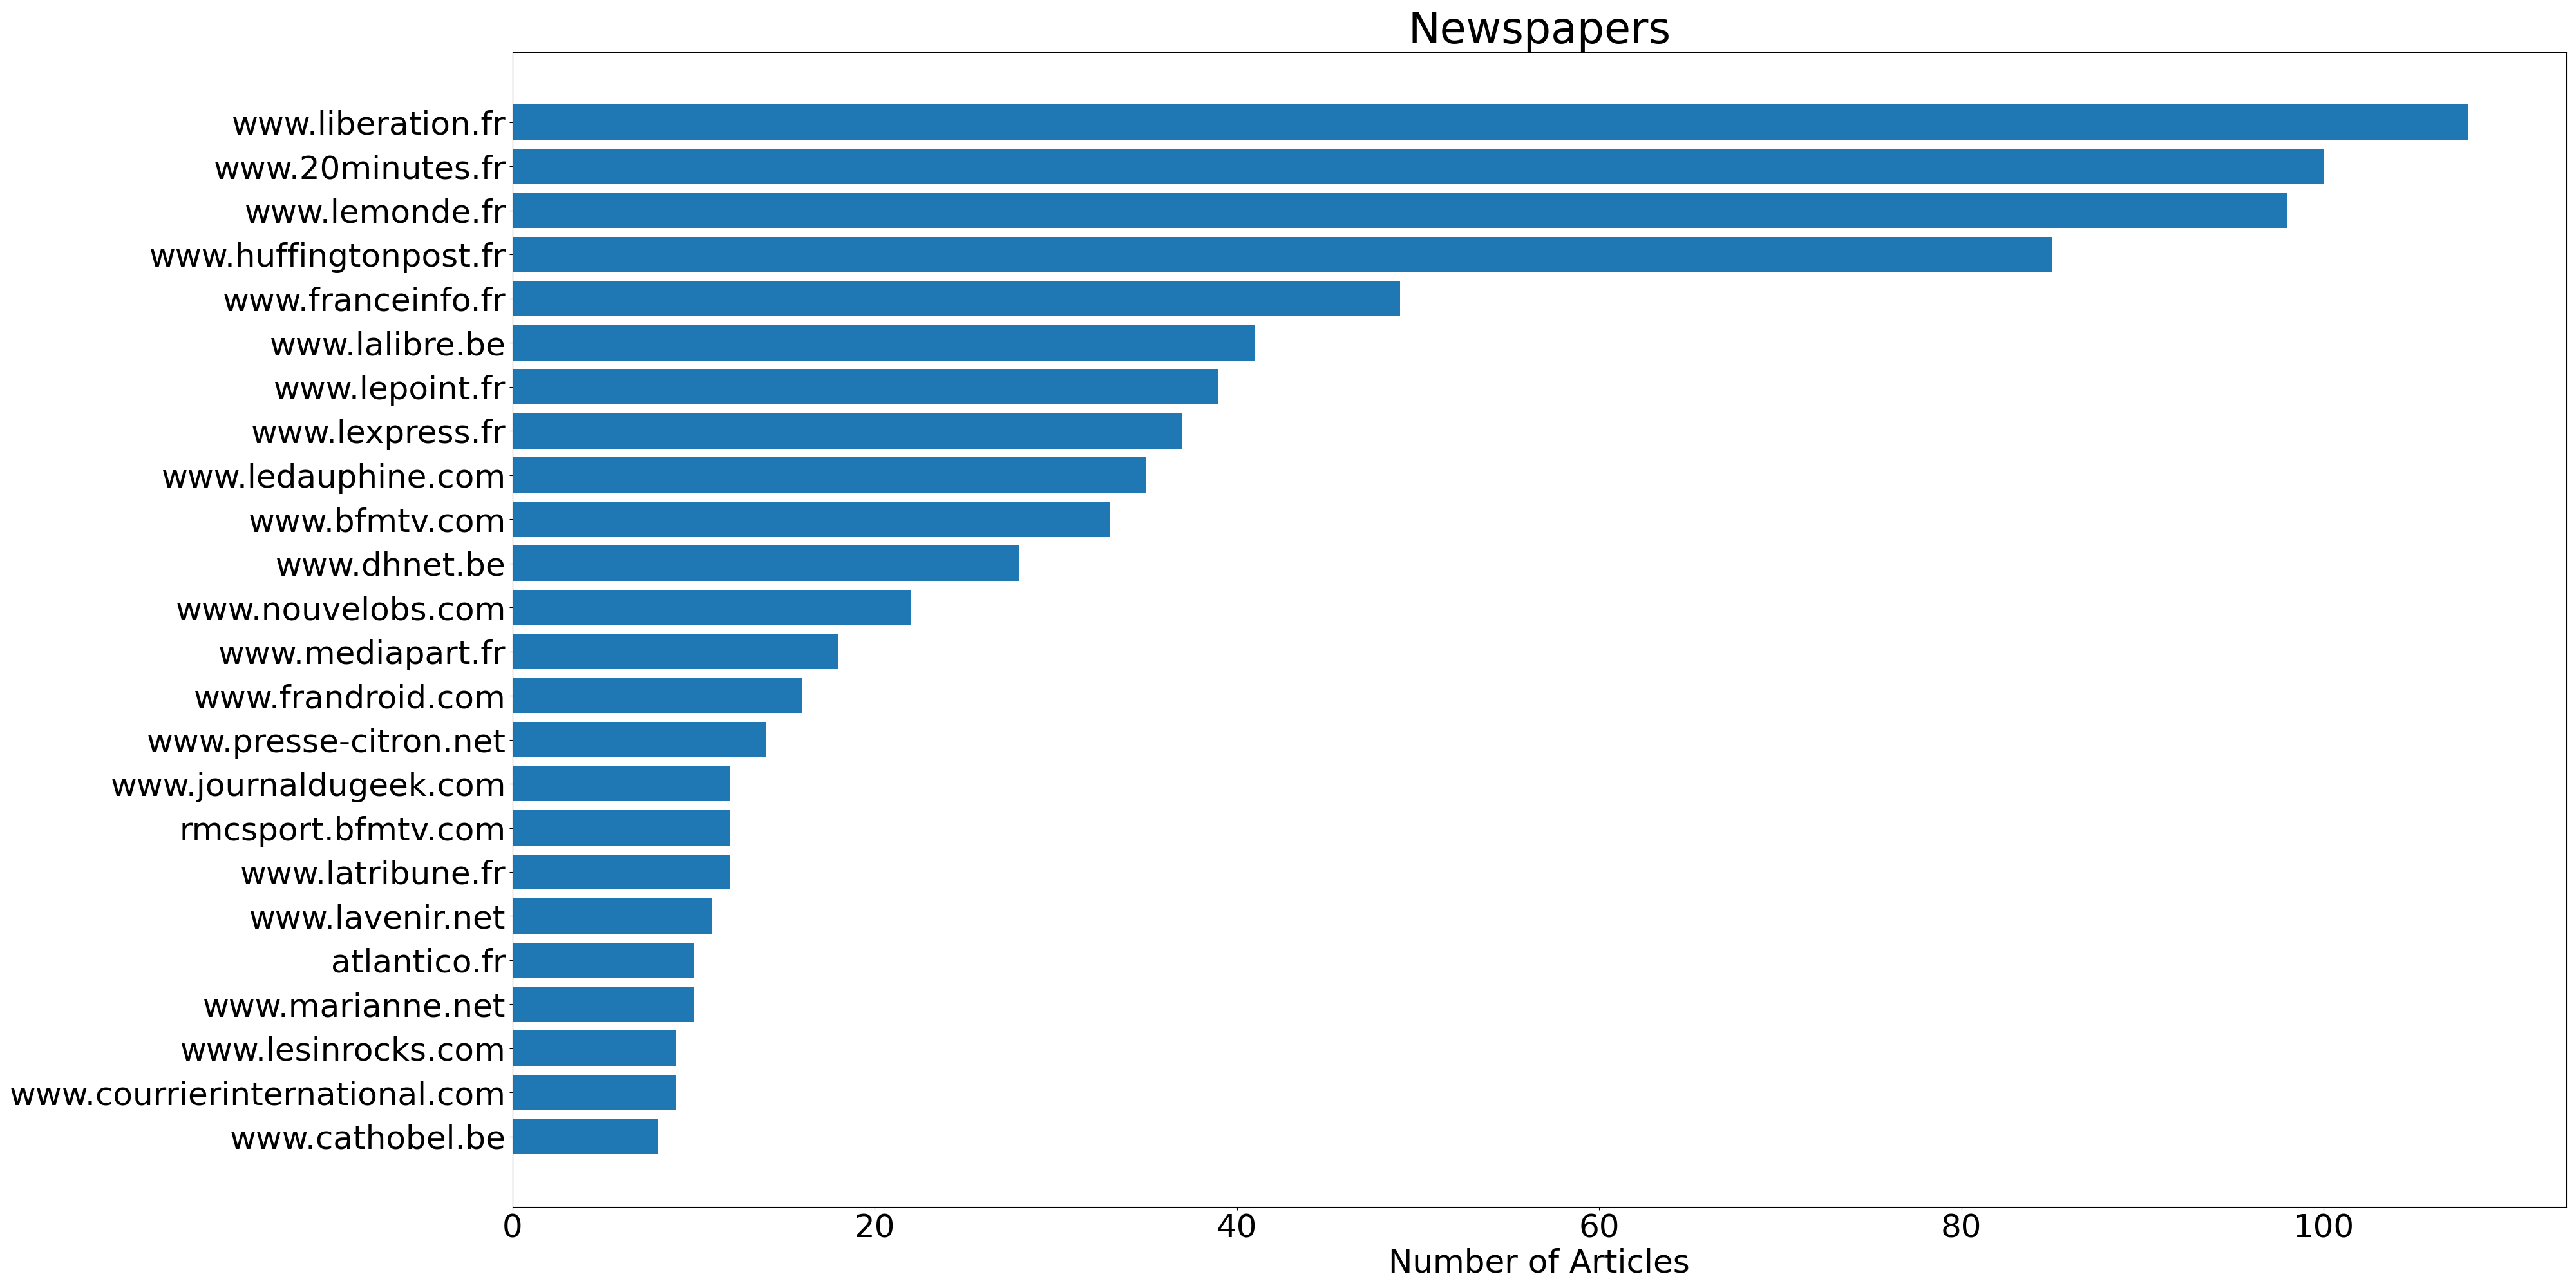 Newspapers
www.liberation.fr
www.20minutes.fr
www.lemonde.fr
www.huffingtonpost.fr
www.franceinfo.fr
www.lalibre.be
www.lepoint.fr
www.lexpress.fr
www.ledauphine.com
www.bfmtv.com
www.dhnet.be
www.nouvelobs.com
www.mediapart.fr
www.frandroid.com
www.presse-citron.net
www.journaldugeek.com
rmcsport.bfmtv.com
www.latribune.fr
www.lavenir.net
atlantico.fr
www.marianne.net
www.lesinrocks.com
www.courrierinternational.com
www.cathobel.be
0 20 40 60 80 100
Number of Articles